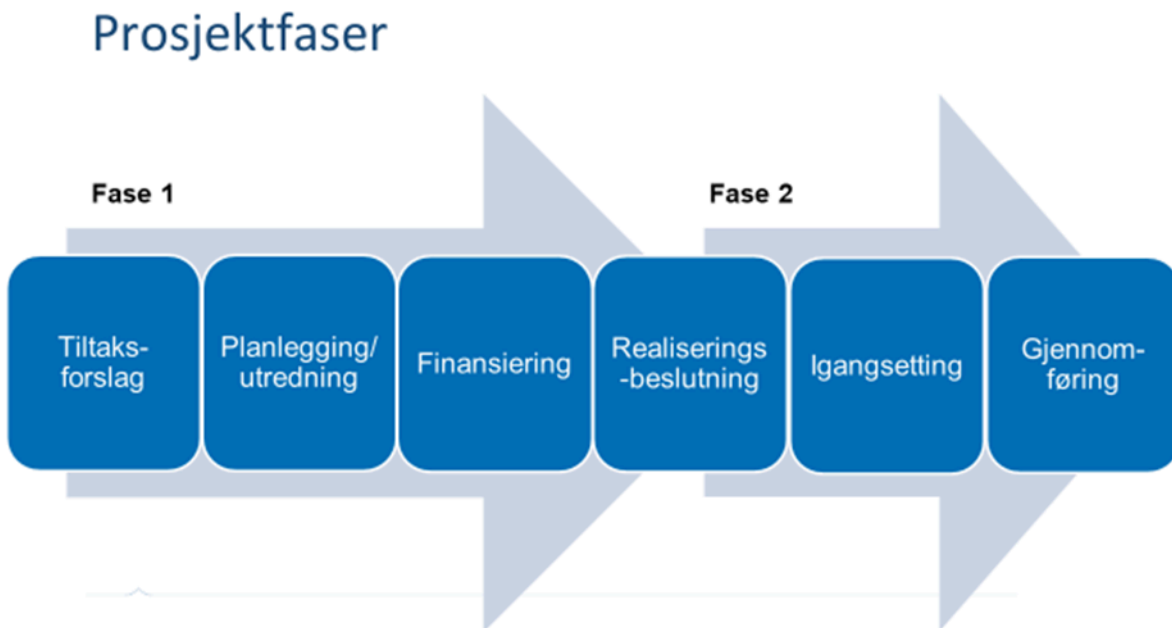 Prosjektfaser
Fase 1
Fase 2
Tiltaks-
forslag
Planlegging/
utredning
Finansiering
Realiserings
-beslutning
Igangsetting
Gjennom-
føring